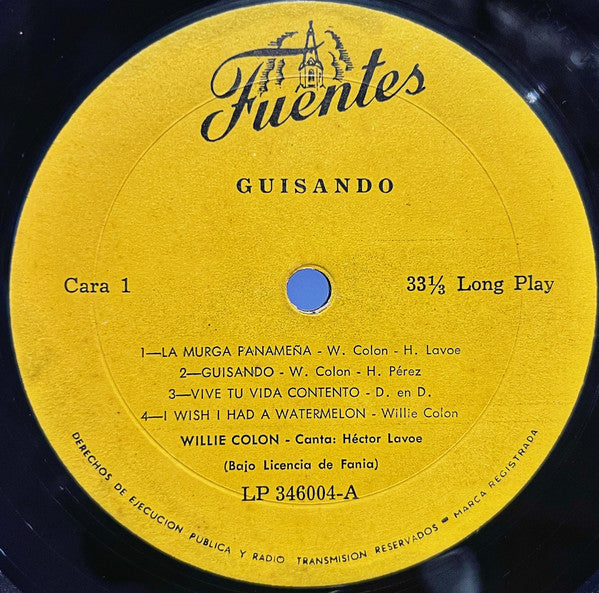 Fuentes
GUISANDO
Cara 1
33⅓ Long Play
1—LA MURGA PANAMEÑA - W. Colon - H. Lavoe
2—GUISANDO - W. Colon - H. Pérez
3—VIVE TU VIDA CONTENTO - D. en D.
4—I WISH I HAD A WATERMELON - Willie Colon
WILLIE COLON - Canta: Héctor Lavoe
(Bajo Licencia de Fania)
LP 346004-A
DERECHOS DE EJECUCION PUBLICA Y RADIO TRANSMISION RESERVADOS - MARCA REGISTRADA